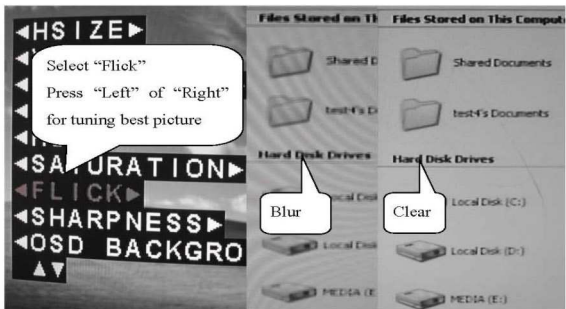 ◄HSIZE►
Select “Flick”
Press “Left” of “Right”
for tuning best picture
◄SATURATION►
◄FLICK►
◄SHARPNESS►
◄OSD BACKGRO
▲▼
Files Stored on Th
Shared D
test4's D
Hard Disk Drives
Blur
Local Disk
Local Disk
MEDIA (E
Files Stored on This Comput
Shared Documents
test4's Documents
Hard Disk Drives
Clear
Local Disk (C:)
Local Disk (D:)
MEDIA (E:)